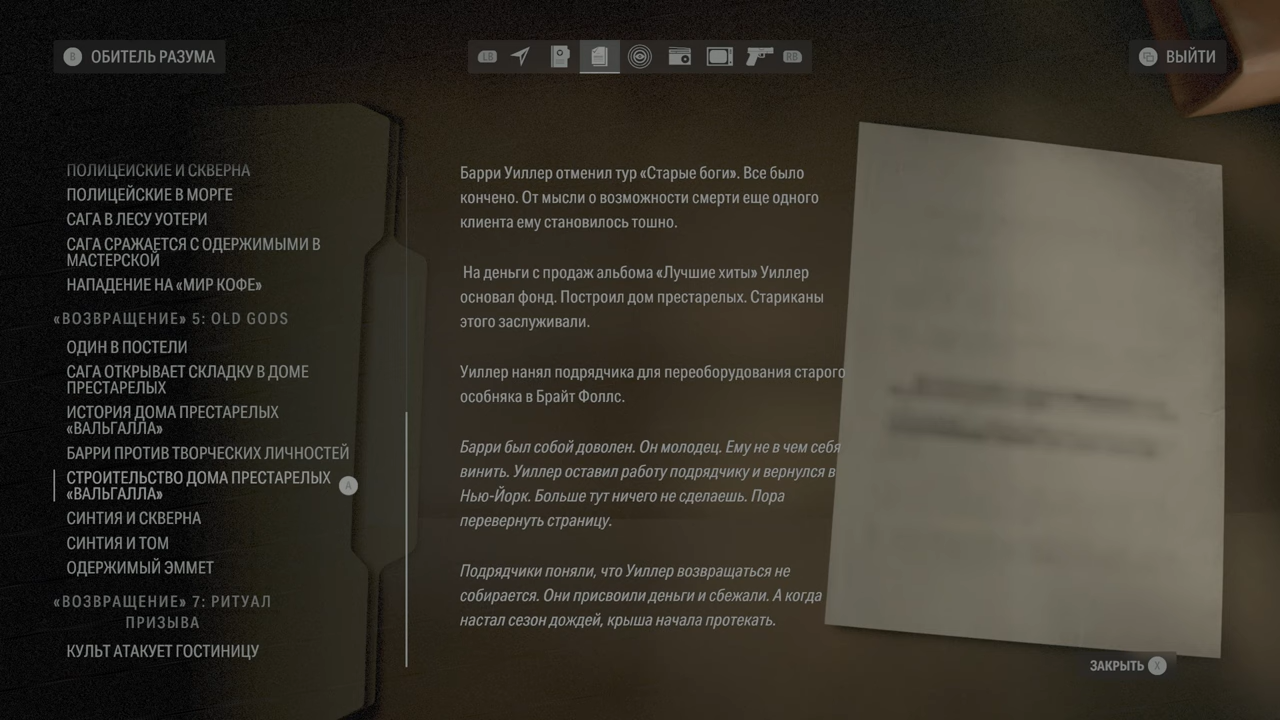 B ОБИТЕЛЬ РАЗУМА
LB
RB
ВЫЙТИ
ПОЛИЦЕЙСКИЕ И СКВЕРНА
ПОЛИЦЕЙСКИЕ В МОРГЕ
САГА В ЛЕСУ УОТЕРИ
САГА СРАЖАЕТСЯ С ОДЕРЖИМЫМИ В
МАСТЕРСКОЙ
НАПАДЕНИЕ НА «МИР КОФЕ»
«ВОЗВРАЩЕНИЕ» 5: OLD GODS
ОДИН В ПОСТЕЛИ
САГА ОТКРЫВАЕТ СКЛАДКУ В ДОМЕ
ПРЕСТАРЕЛЫХ
ИСТОРИЯ ДОМА ПРЕСТАРЕЛЫХ
«ВАЛЬГАЛЛА»
БАРРИ ПРОТИВ ТВОРЧЕСКИХ ЛИЧНОСТЕЙ
СТРОИТЕЛЬСТВО ДОМА ПРЕСТАРЕЛЫХ
«ВАЛЬГАЛЛА»
A
СИНТИЯ И СКВЕРНА
СИНТИЯ И ТОМ
ОДЕРЖИМЫЙ ЭММЕТ
«ВОЗВРАЩЕНИЕ» 7: РИТУАЛ
ПРИЗЫВА
КУЛЬТ АТАКУЕТ ГОСТИНИЦУ
Барри Уиллер отменил тур «Старые боги». Все было
кончено. От мысли о возможности смерти еще одного
клиента ему становилось тошно.
На деньги с продаж альбома «Лучшие хиты» Уиллер
основал фонд. Построил дом престарелых. Стариканы
этого заслуживали.
Уиллер нанял подрядчика для переоборудования старого
особняка в Брайт Фоллс.
Барри был собой доволен. Он молодец. Ему не в чем себя
винить. Уиллер оставил работу подрядчику и вернулся в
Нью-Йорк. Больше тут ничего не сделаешь. Пора
перевернуть страницу.
Подрядчики поняли, что Уиллер возвращаться не
собирается. Они присвоили деньги и сбежали. А когда
настал сезон дождей, крыша начала протекать.
ЗАКРЫТЬ X